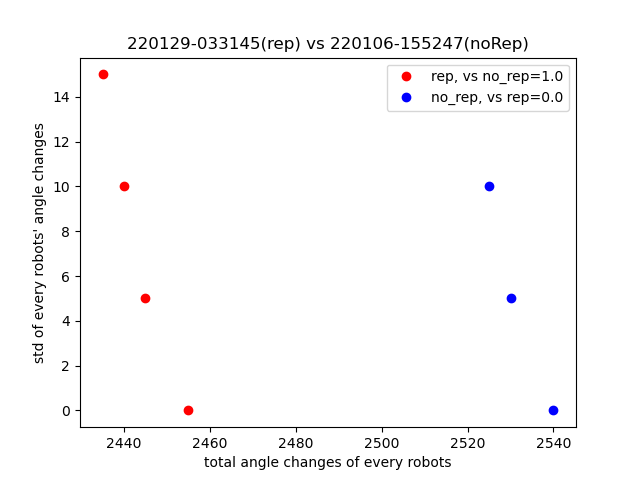 220129-033145(rep) vs 220106-155247(noRep)
rep, vs no_rep=1.0
no_rep, vs rep=0.0
std of every robots' angle changes
14
12
10
8
6
4
2
0
2440 2460 2480 2500 2520 2540
total angle changes of every robots